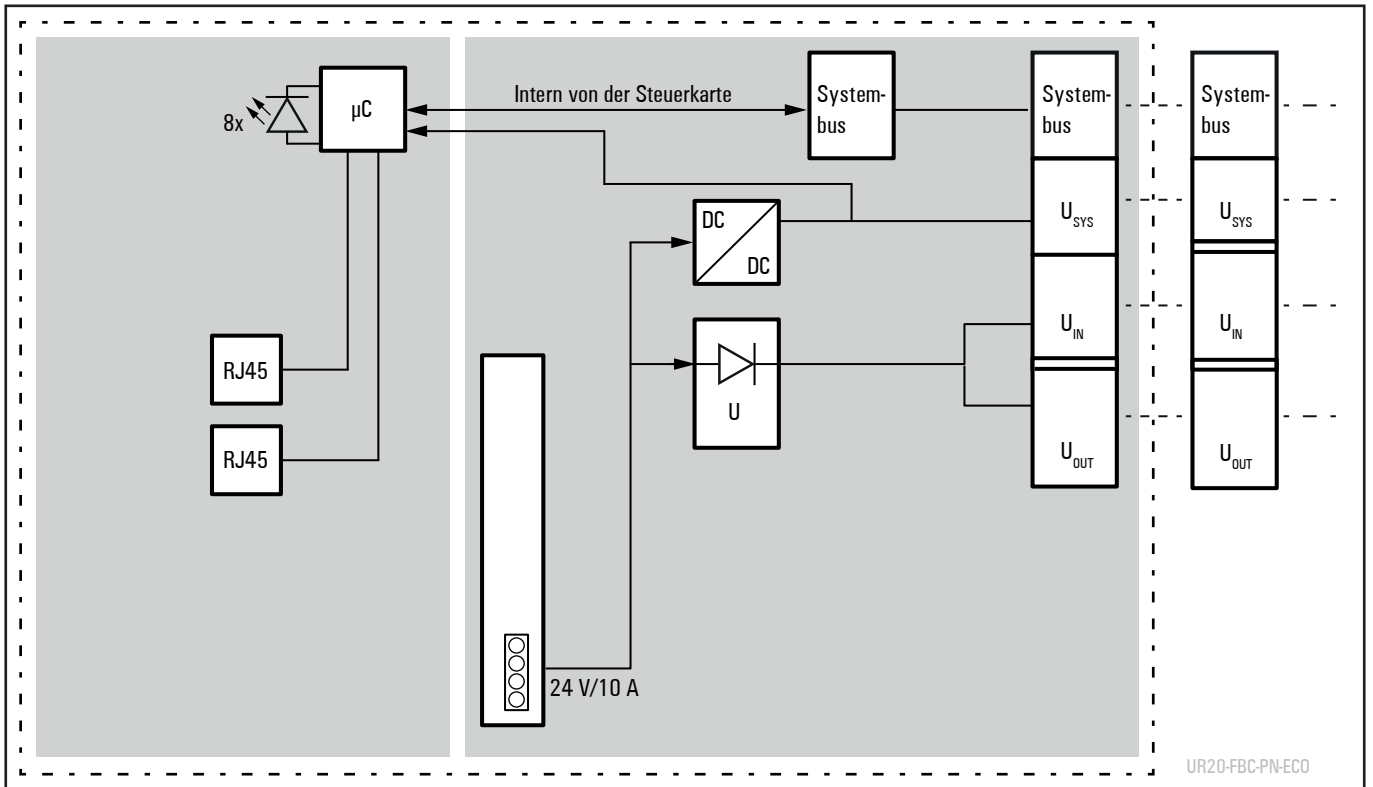 8x
µC
Intern von der Steuerkarte
System-
bus
System-
bus
System-
bus
DC
DC
U_SYS
U_SYS
RJ45
U
U_IN
U_IN
RJ45
U_OUT
U_OUT
24 V/10 A
UR20-FBC-PN-ECO